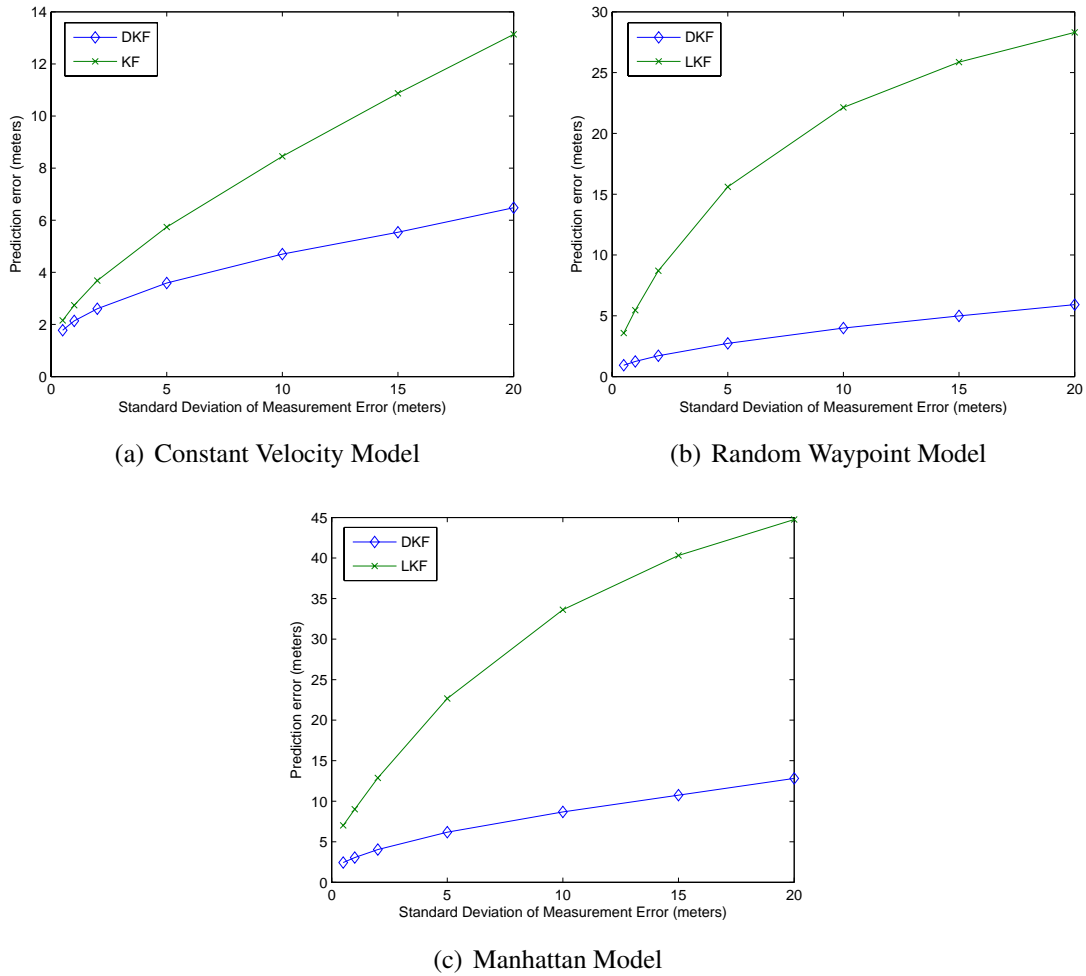 14
12
10
8
6
4
2
0
Prediction error (meters)
DKF
KF
0 5 10 15 20
Standard Deviation of Measurement Error (meters)
(a) Constant Velocity Model
30
25
20
15
10
5
0
Prediction error (meters)
DKF
LKF
0 5 10 15 20
Standard Deviation of Measurement Error (meters)
(b) Random Waypoint Model
45
40
35
30
25
20
15
10
5
0
Prediction error (meters)
DKF
LKF
0 5 10 15 20
Standard Deviation of Measurement Error (meters)
(c) Manhattan Model